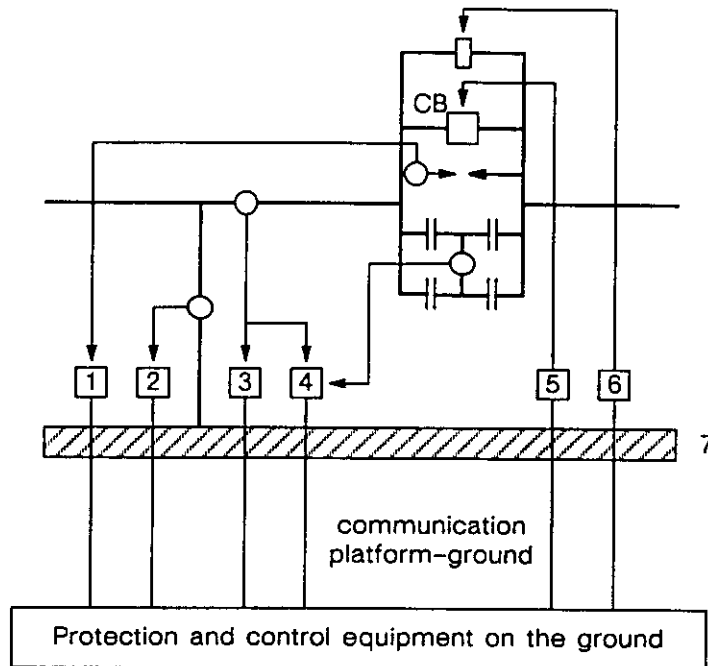 CB
1
2
3
4
5
6
7
communication
platform-ground
Protection and control equipment on the ground